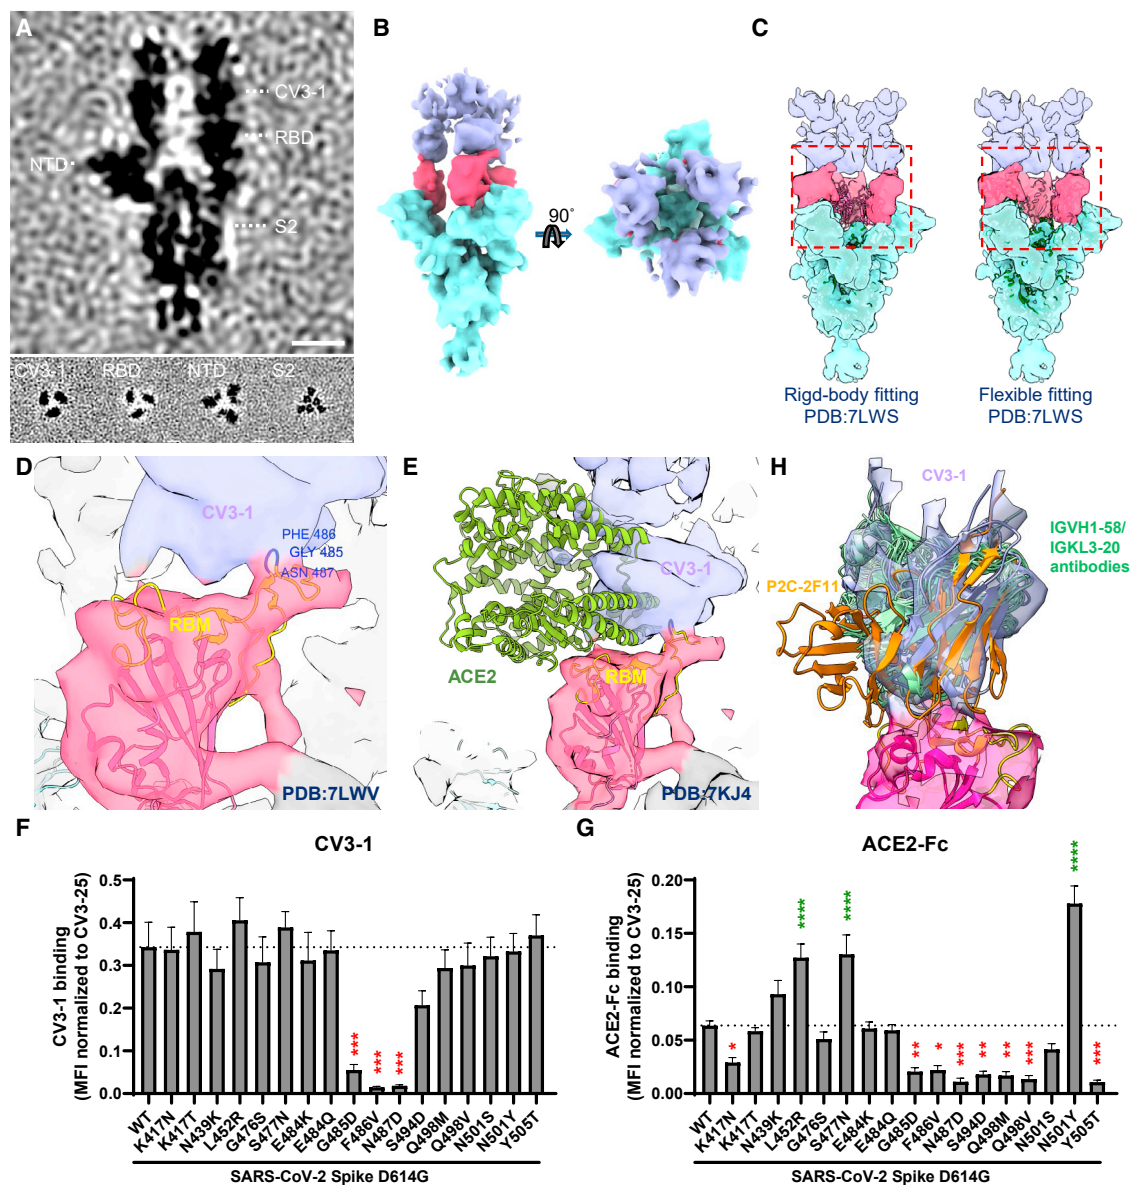 A
CV3-1
RBD
NTD
S2
CV3-1 RBD NTD S2
B
90°
C
Rigd-body fitting
PDB:7LWS
Flexible fitting
PDB:7LWS
D
CV3-1
PHE 486
GLY 485
ASN 487
RBM
PDB:7LWV
E
CV3-1
ACE2
RBM
PDB:7KJ4
H
CV3-1
IGVH1-58/
IGKL3-20
antibodies
P2C-2F11
F
CV3-1
CV3-1 binding
(MFI normalized to CV3-25)
0.5
0.4
0.3
0.2
0.1
0.0
*** *** ***
WT K417N K417T N439K L452R G476S S477N E484K E484Q G485D F486V N487D S494D Q498M Q498V N501S N501Y Y505T
SARS-CoV-2 Spike D614G
G
ACE2-Fc
ACE2-Fc binding
(MFI normalized to CV3-25)
0.20
0.15
0.10
0.05
0.00
* **** **** ** * *** ** ** *** **** ***
WT K417N K417T N439K L452R G476S S477N E484K E484Q G485D F486V N487D S494D Q498M Q498V N501S N501Y Y505T
SARS-CoV-2 Spike D614G